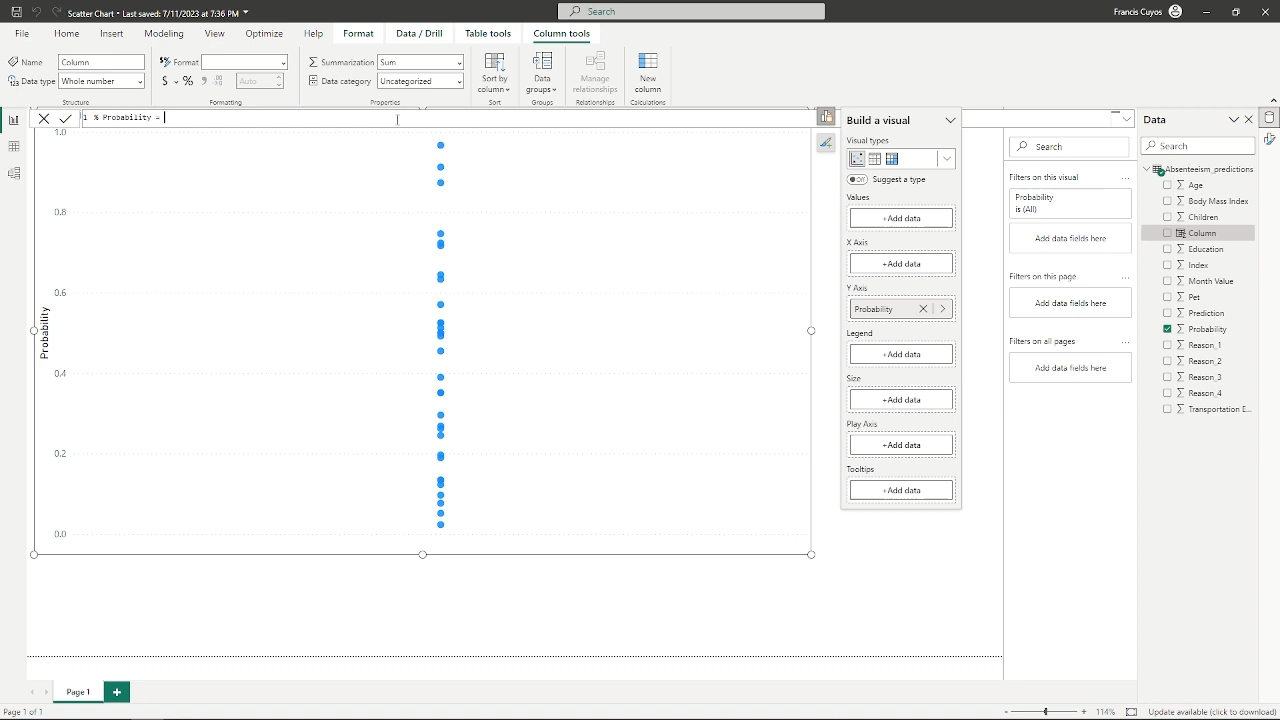 Scatter Chart • Last saved: 7/11/2023 at 7:36 PM
Search
Francis Cuyos
File Home Insert Modeling View Optimize Help Format Data / Drill Table tools Column tools
Name Column
Data type Whole number
Structure
Format
$ % Auto
Formatting
Summarization Sum
Data category Uncategorized
Properties
Sort by
column
Sort
Data
groups
Groups
Manage
relationships
Relationships
New
column
Calculations
1 % Probability =
1.0
0.8
0.6
0.4
0.2
0.0
Probability
Build a visual
Visual types
Off Suggest a type
Values
+Add data
X Axis
+Add data
Y Axis
Probability
Legend
+Add data
Size
+Add data
Play Axis
+Add data
Tooltips
+Add data
Search
Filters on this visual ...
Probability
is (All)
Add data fields here
Filters on this page ...
Add data fields here
Filters on all pages ...
Add data fields here
Data
Search
Absenteeism_predictions
Age
Body Mass Index
Children
Column
Education
Index
Month Value
Pet
Prediction
Probability
Reason_1
Reason_2
Reason_3
Reason_4
Transportation E...
Page 1
+
Page 1 of 1
- + 114%
Update available (click to download)